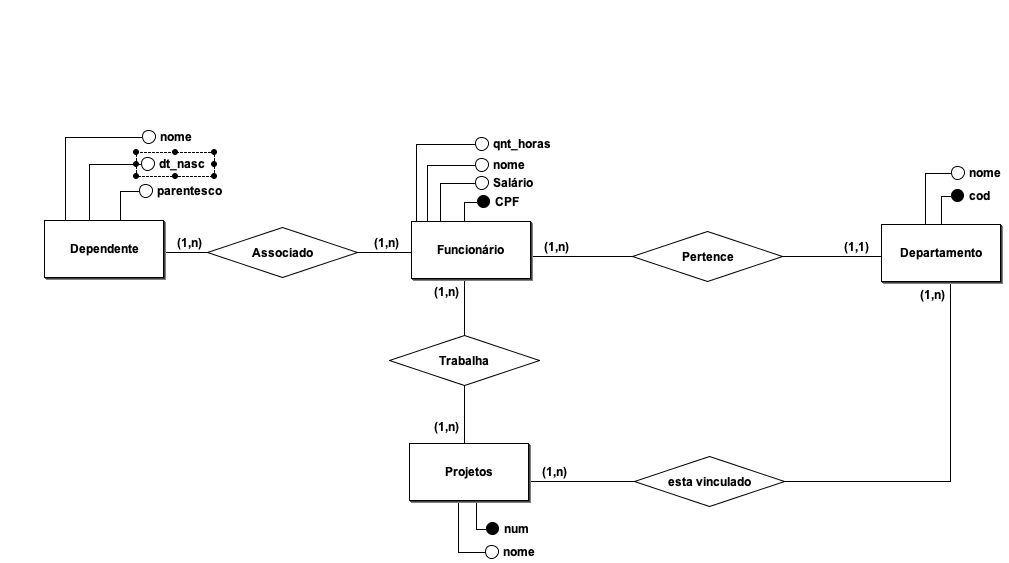 nome
dt_nasc
parentesco
Dependente
(1,n)
Associado
(1,n)
qnt_horas
nome
Salário
CPF
Funcionário
(1,n)
Pertence
(1,1)
nome
cod
Departamento
(1,n)
(1,n)
Trabalha
(1,n)
Projetos
(1,n)
esta vinculado
num
nome